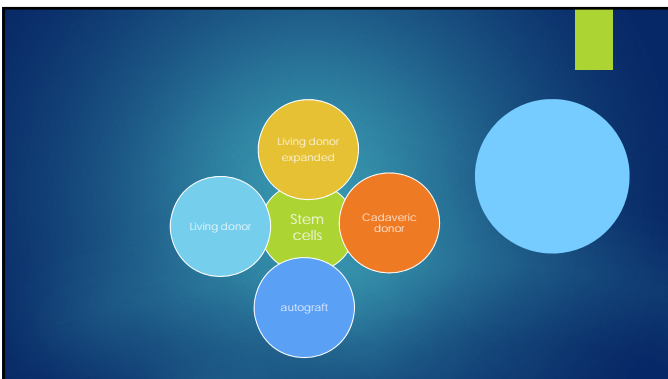 Living donor
expanded
Living donor
Stem
cells
Cadaveric
donor
autograft